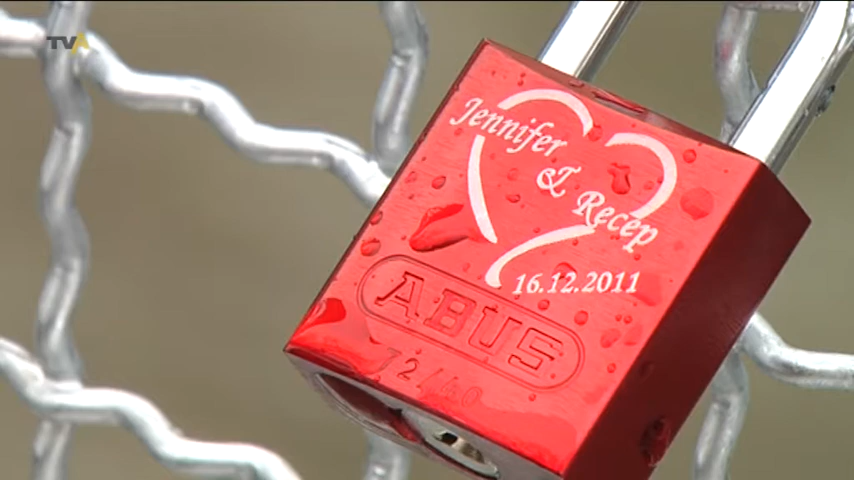 TVA
Jennifer
&
Recep
16.12.2011
ABUS
72/40